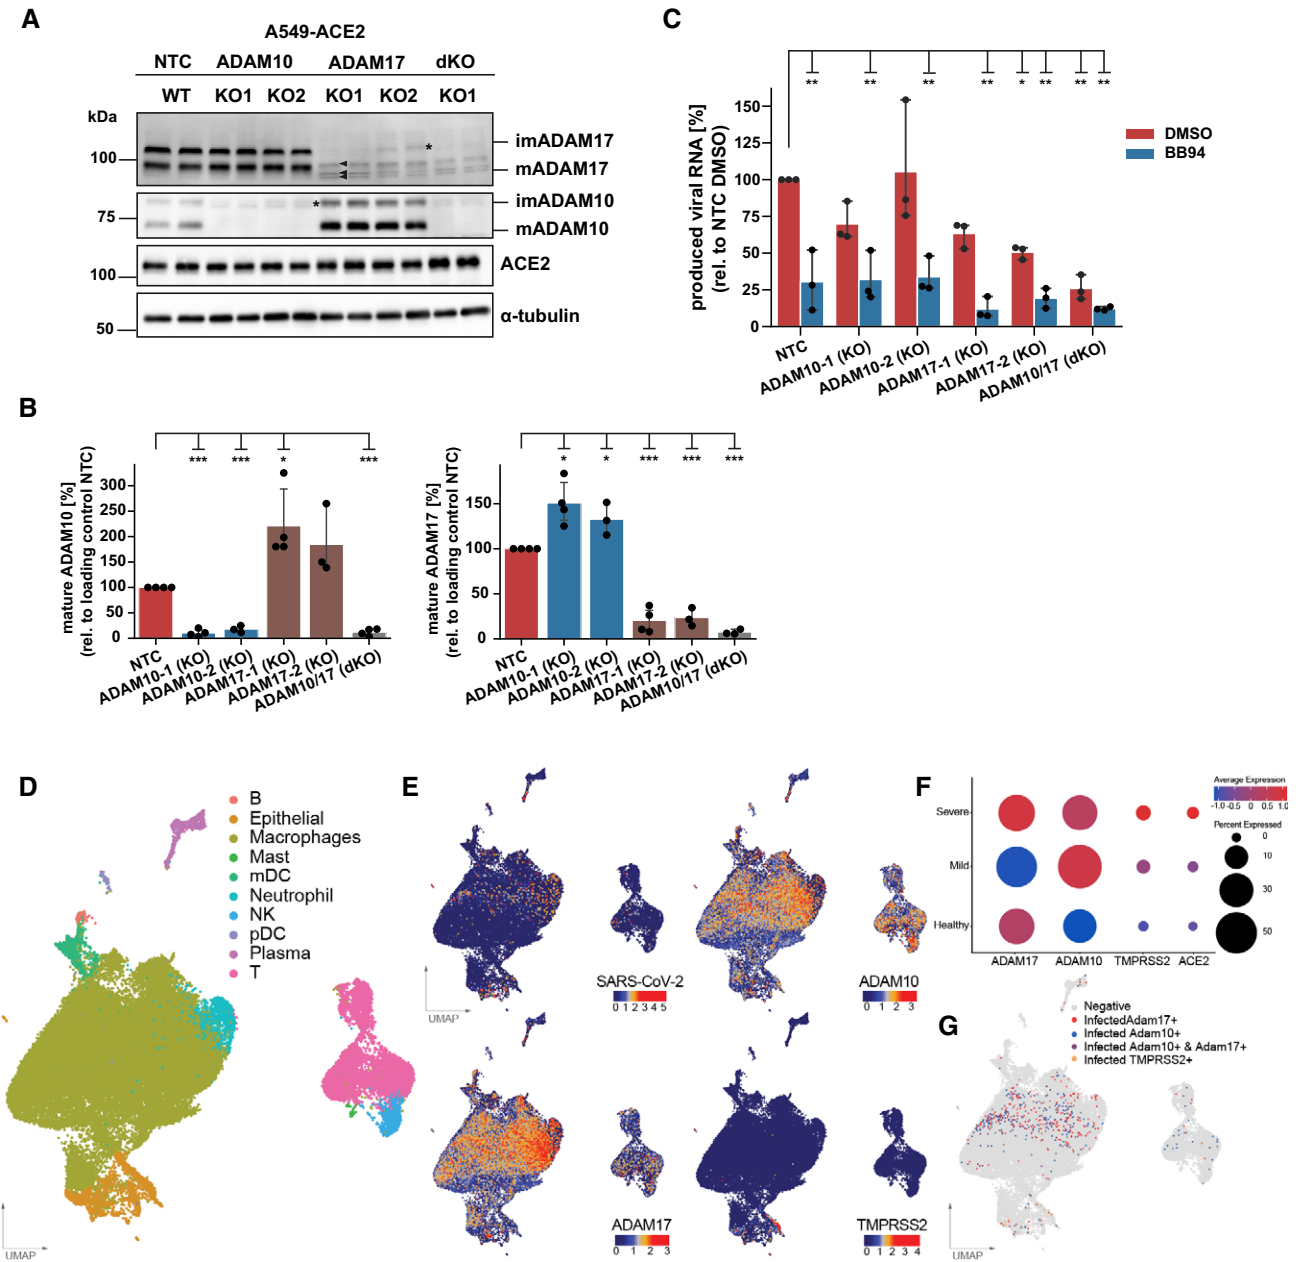 A
A549-ACE2
NTC ADAM10 ADAM17 dKO
WT KO1 KO2 KO1 KO2 KO1
kDa
100
75
100
50
imADAM17
mADAM17
imADAM10
mADAM10
ACE2
α-tubulin
*
*
B
mature ADAM10 [%]
(rel. to loading control NTC)
300
250
200
150
100
50
0
*** *** * ***
NTC
ADAM10-1 (KO)
ADAM10-2 (KO)
ADAM17-1 (KO)
ADAM17-2 (KO)
ADAM10/17 (dKO)
mature ADAM17 [%]
(rel. to loading control NTC)
150
100
50
0
* * *** *** ***
NTC
ADAM10-1 (KO)
ADAM10-2 (KO)
ADAM17-1 (KO)
ADAM17-2 (KO)
ADAM10/17 (dKO)
C
produced viral RNA [%]
(rel. to NTC DMSO)
150
125
100
75
50
25
0
** ** ** ** * ** ** **
NTC
ADAM10-1 (KO)
ADAM10-2 (KO)
ADAM17-1 (KO)
ADAM17-2 (KO)
ADAM10/17 (dKO)
DMSO
BB94
D
B
Epithelial
Macrophages
Mast
mDC
Neutrophil
NK
pDC
Plasma
T
UMAP
E
SARS-CoV-2
0 1 2 3 4 5
ADAM10
0 1 2 3
UMAP
ADAM17
0 1 2 3
TMPRSS2
0 1 2 3 4
F
Severe
Mild
Healthy
ADAM17 ADAM10 TMPRSS2 ACE2
Average Expression
-1.0 -0.5 0 0.5 1.0
Percent Expressed
0
10
30
50
G
Negative
InfectedAdam17+
Infected Adam10+
Infected Adam10+ & Adam17+
Infected TMPRSS2+
UMAP